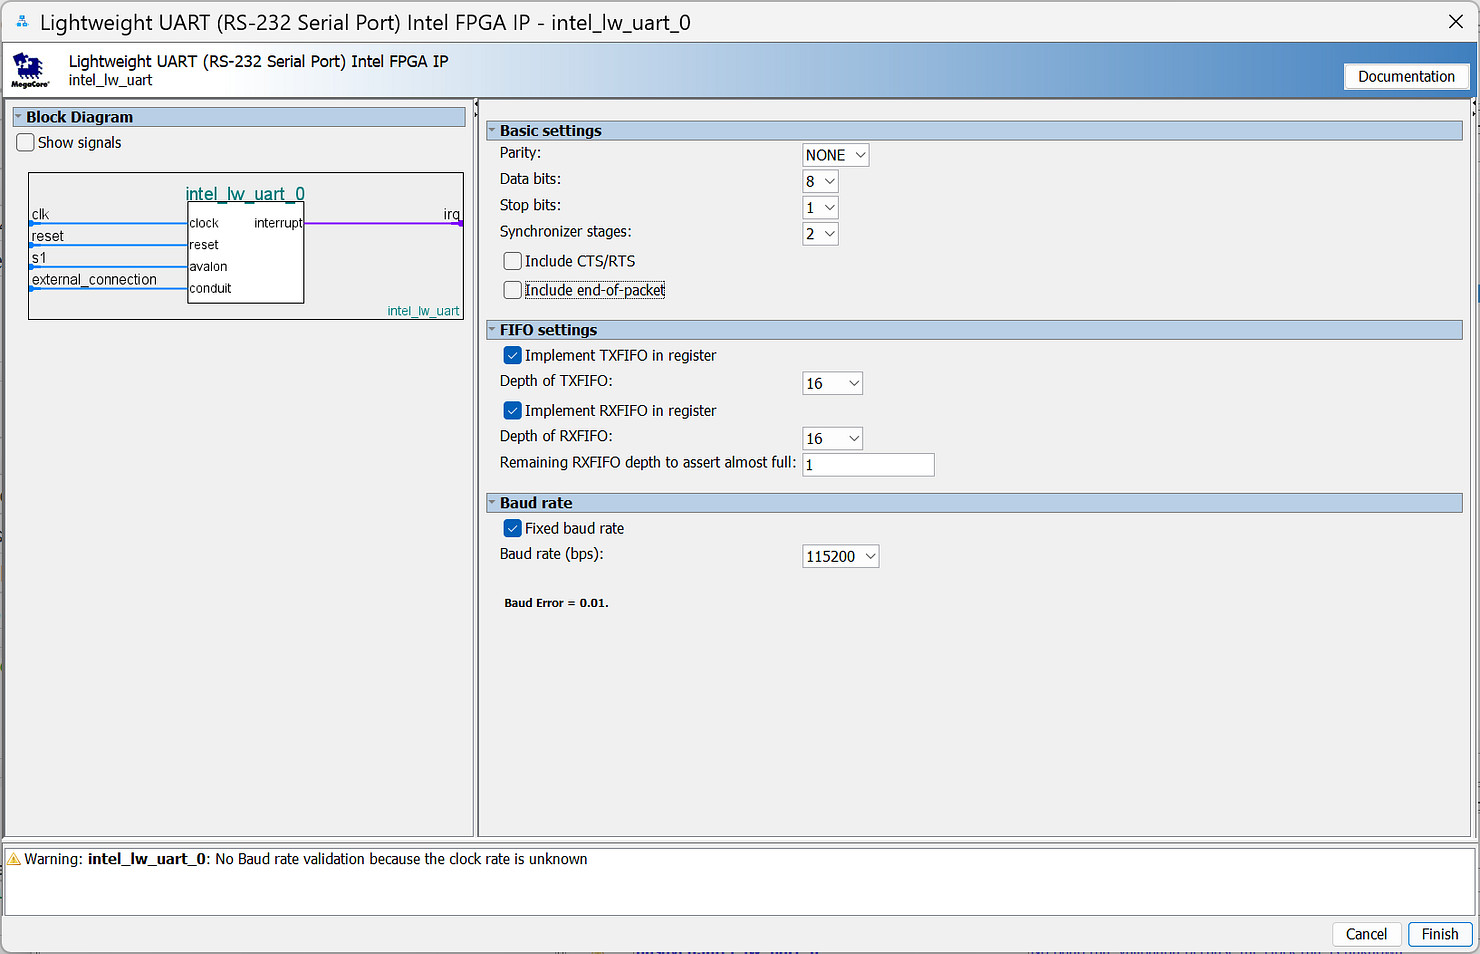 Lightweight UART (RS-232 Serial Port) Intel FPGA IP - intel_lw_uart_0
Lightweight UART (RS-232 Serial Port) Intel FPGA IP
intel_lw_uart
MegaCore®
Documentation
Block Diagram
Show signals
intel_lw_uart_0
clk
clock
interrupt
irq
reset
reset
s1
avalon
external_connection
conduit
intel_lw_uart
Basic settings
Parity: NONE
Data bits: 8
Stop bits: 1
Synchronizer stages: 2
Include CTS/RTS
Include end-of-packet
FIFO settings
Implement TXFIFO in register
Depth of TXFIFO: 16
Implement RXFIFO in register
Depth of RXFIFO: 16
Remaining RXFIFO depth to assert almost full: 1
Baud rate
Fixed baud rate
Baud rate (bps): 115200
Baud Error = 0.01.
Warning: intel_lw_uart_0: No Baud rate validation because the clock rate is unknown
Cancel
Finish